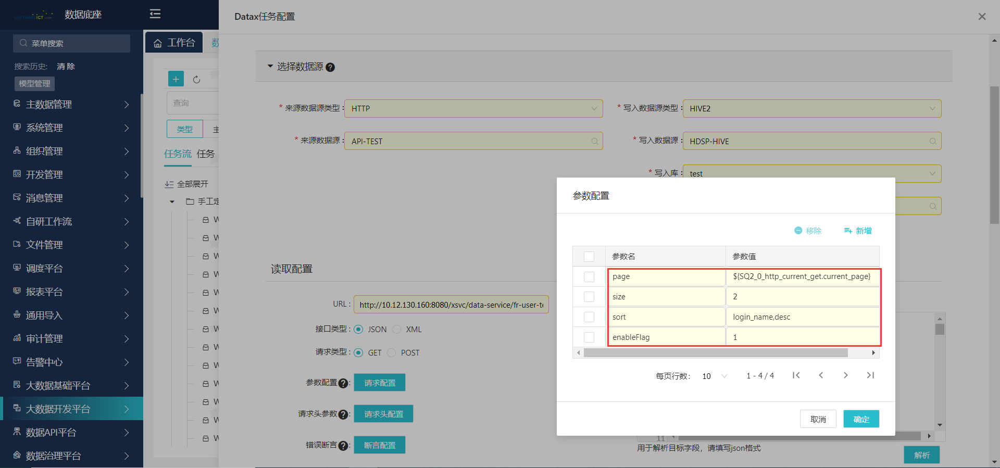 数据底座
菜单搜索
搜索历史:
清 除
模型管理
主数据管理
系统管理
组织管理
开发管理
消息管理
自研工作流
文件管理
调度平台
报表平台
通用导入
审计管理
告警中心
大数据基础平台
大数据开发平台
数据API平台
数据治理平台
工作台
数
查询
类型
主
任务流
任务
全部展开
手工定
W
W
W
W
W
W
W
W
W
W
W
W
W
Datax任务配置
选择数据源
* 来源数据源类型 :
HTTP
* 写入数据源类型 :
HIVE2
* 来源数据源 :
API-TEST
* 写入数据源 :
HDSP-HIVE
* 写入库 :
test
读取配置
URL :
http://10.12.130.160:8080/xsvc/data-service/fr-user-te
接口类型 :
JSON
XML
请求类型 :
GET
POST
参数配置 :
请求配置
请求头参数 :
请求头配置
错误断言 :
断言配置
11
用于解析目标字段，请填写json格式
解析
参数配置
移除
新增
参数名
参数值
page
${SQ2_0_http_current_get.current_page}
size
2
sort
login_name,desc
enableFlag
1
每页行数：
10
1 - 4 / 4
取消
确定